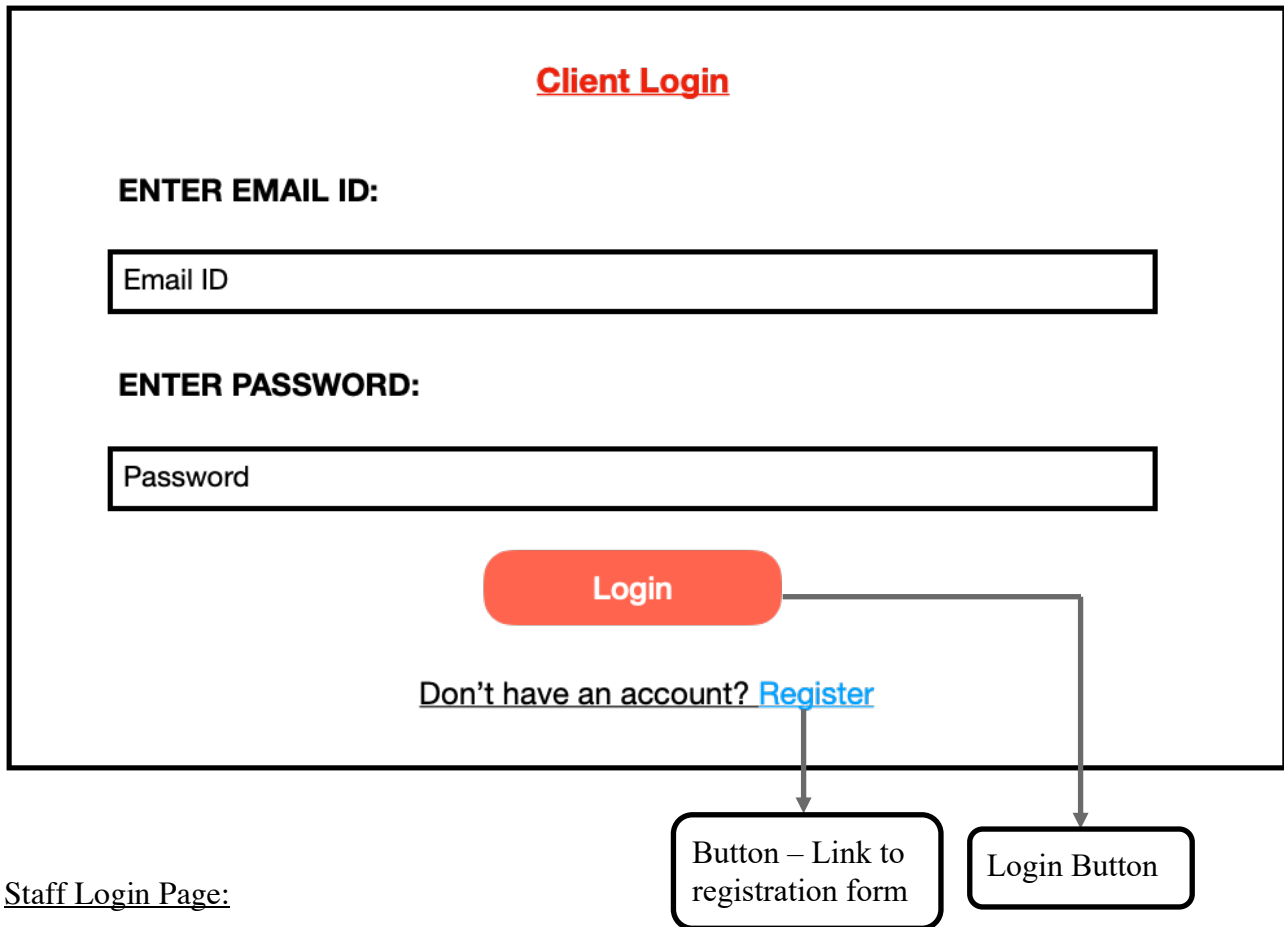 Client Login
ENTER EMAIL ID:
Email ID
ENTER PASSWORD:
Password
Login
Don’t have an account? Register
Button – Link to
registration form
Login Button
Staff Login Page: